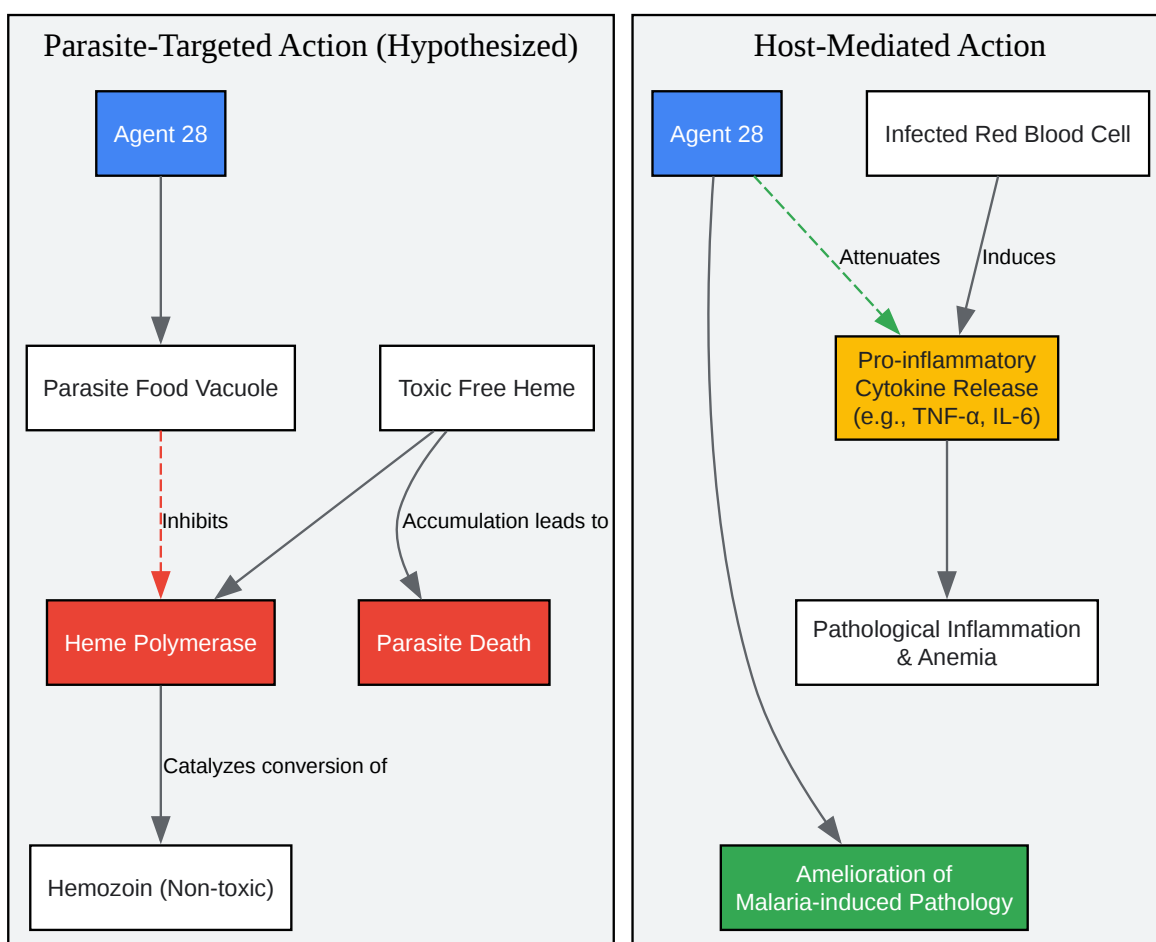 Parasite-Targeted Action (Hypothesized)
Agent 28
Parasite Food Vacuole
Toxic Free Heme
Inhibits
Accumulation leads to
Heme Polymerase
Parasite Death
Catalyzes conversion of
Hemozoin (Non-toxic)
Host-Mediated Action
Agent 28
Infected Red Blood Cell
Attenuates
Induces
Pro-inflammatory
Cytokine Release
(e.g., TNF-α, IL-6)
Pathological Inflammation
& Anemia
Amelioration of
Malaria-induced Pathology